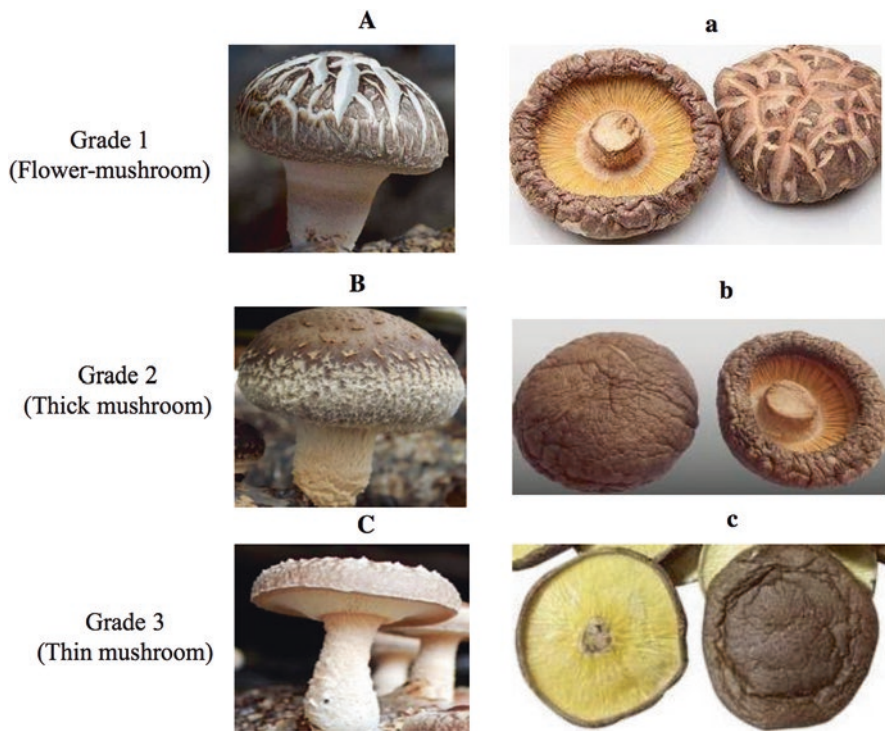 A
a
Grade 1
(Flower-mushroom)
B
b
Grade 2
(Thick mushroom)
C
c
Grade 3
(Thin mushroom)